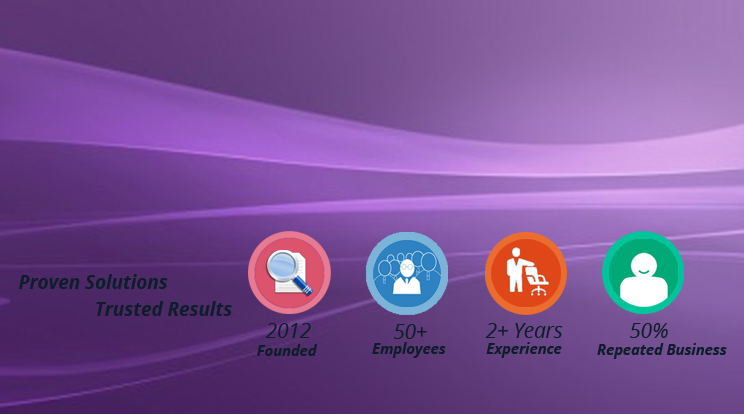 Proven Solutions
Trusted Results
2012
Founded
50+
Employees
2+ Years
Experience
50%
Repeated Business